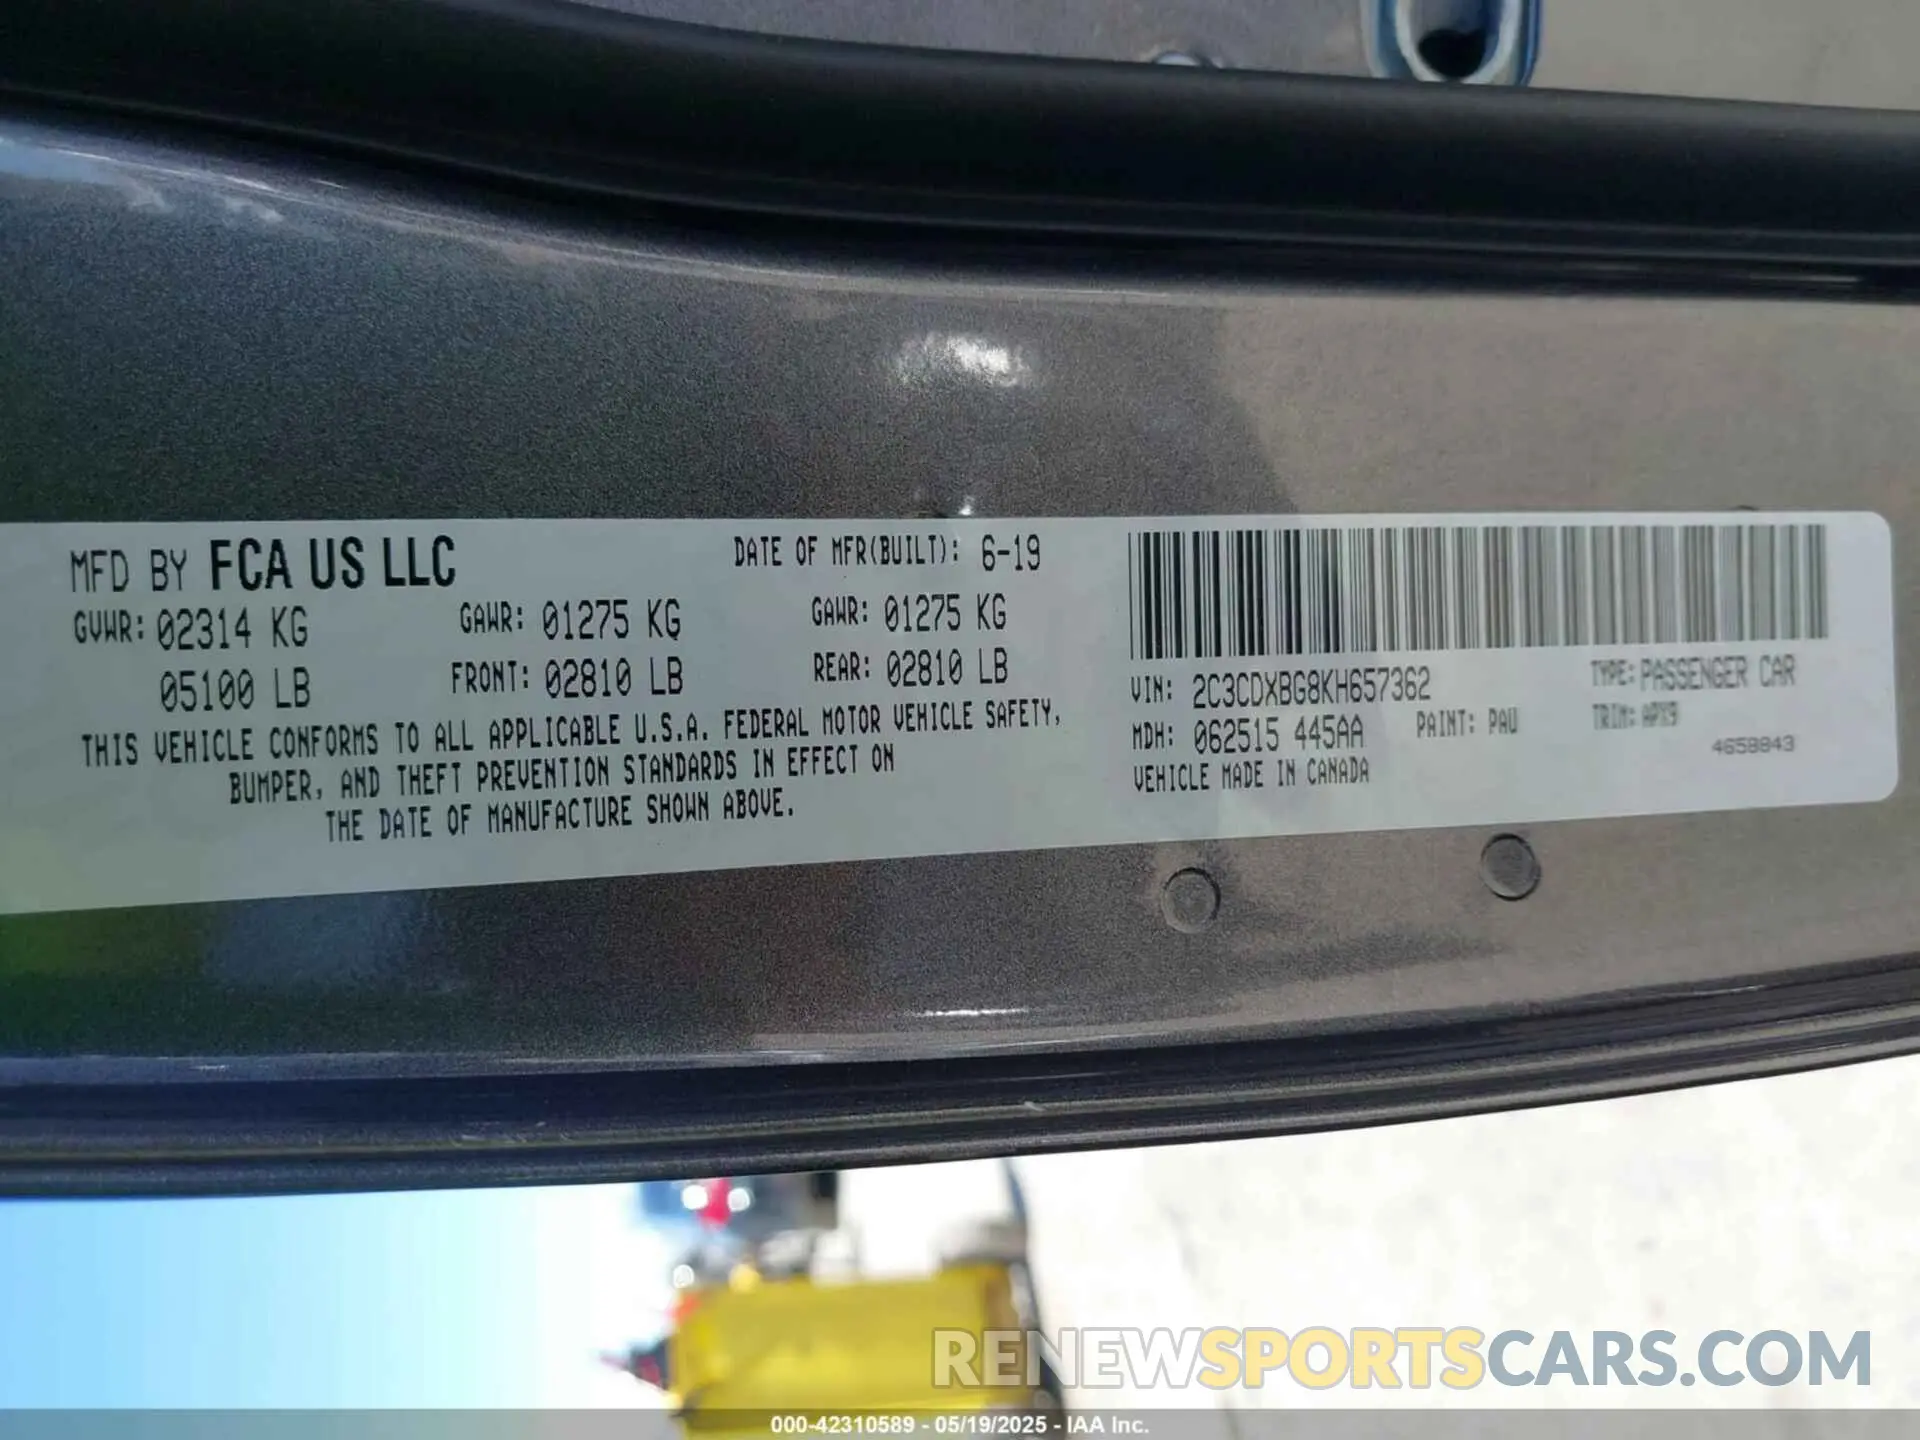 MFD BY FCA US LLC
DATE OF MFR(BUILT): 6-19
GVWR: 02314 KG
GAWR: 01275 KG
GAWR: 01275 KG
05100 LB
FRONT: 02810 LB
REAR: 02810 LB
THIS VEHICLE CONFORMS TO ALL APPLICABLE U.S.A. FEDERAL MOTOR VEHICLE SAFETY,
BUMPER, AND THEFT PREVENTION STANDARDS IN EFFECT ON
THE DATE OF MANUFACTURE SHOWN ABOVE.
VIN: 2C3CDXBG8KH657362
TYPE: PASSENGER CAR
MDH: 062515 445AA
PAINT: PAU
TRIM: APX9
VEHICLE MADE IN CANADA
4658843
RENEWSPORTSCARS.COM
000-42310589 - 05/19/2025 - IAA Inc.